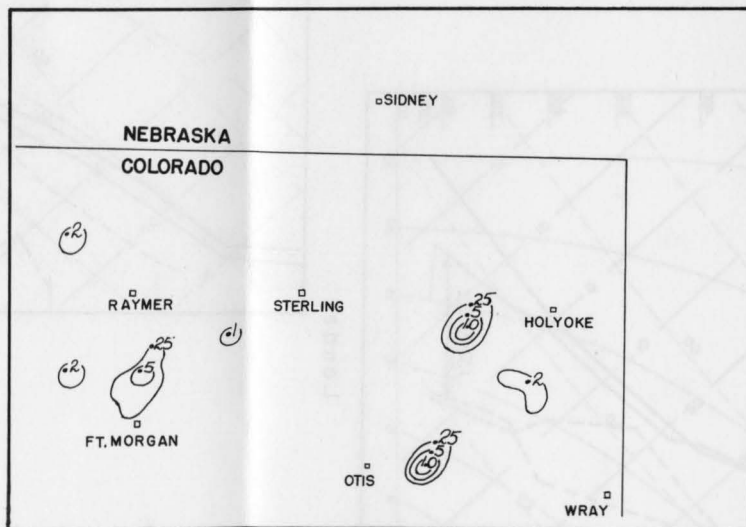 SIDNEY
NEBRASKA
COLORADO
.2
RAYMER
STERLING
.25
.5
1.0
HOLYOKE
.1
.25
.5
.2
.2
FT. MORGAN
.25
.5
1.0
OTIS
WRAY